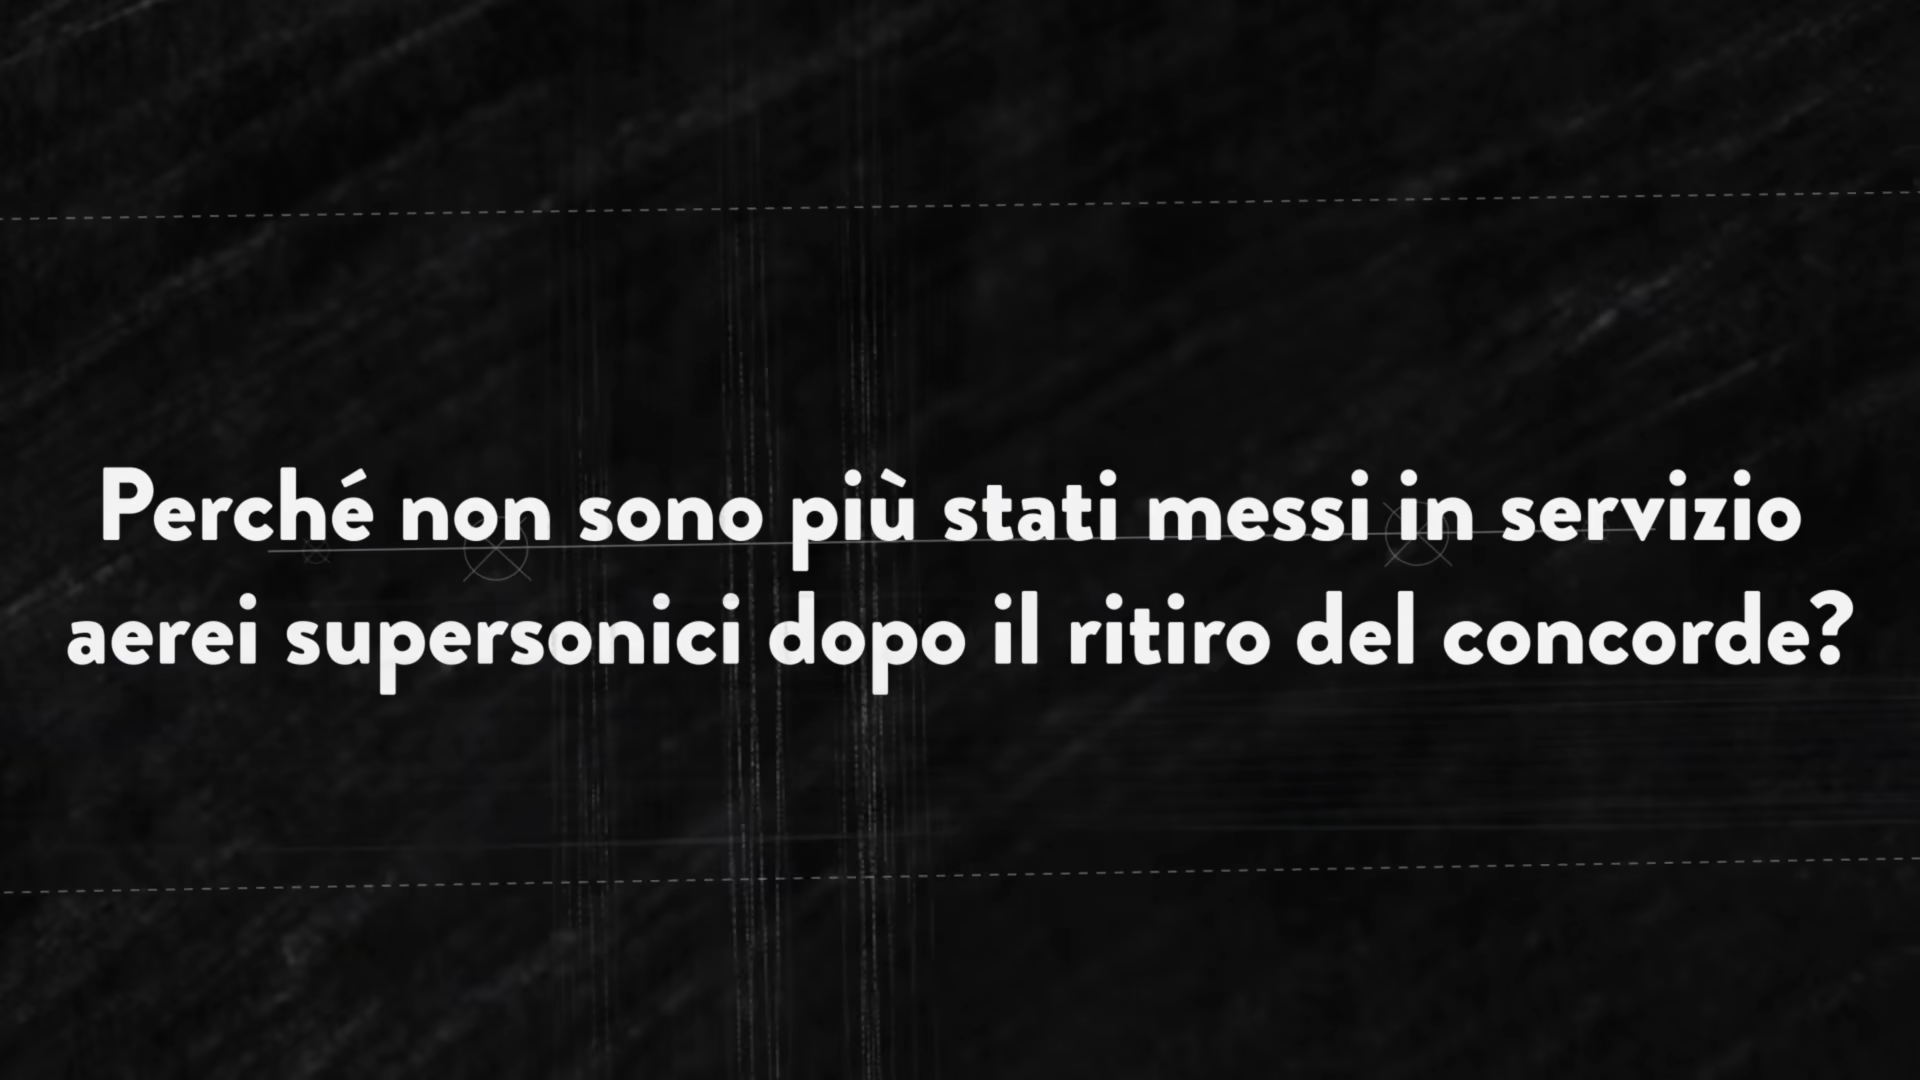 Perché non sono più stati messi in servizio
aerei supersonici dopo il ritiro del concorde?